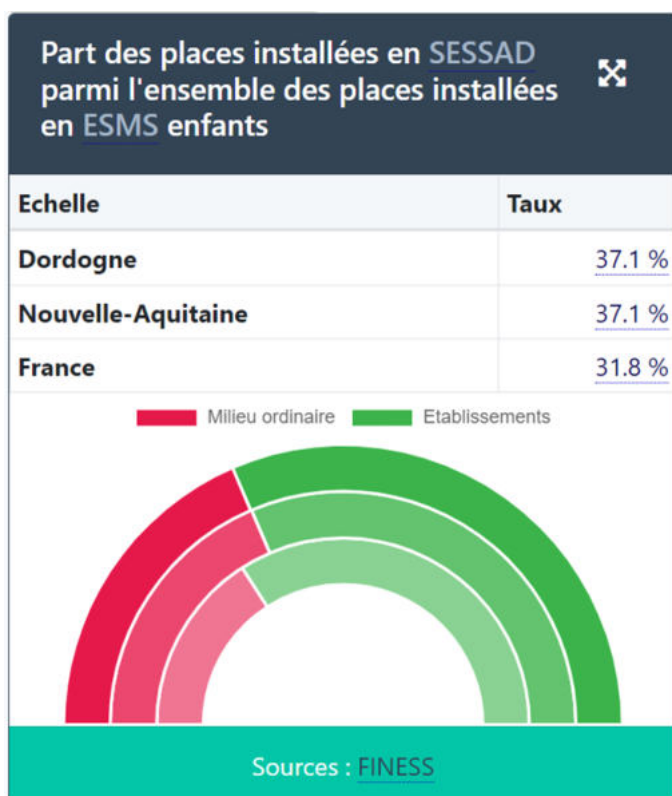 Part des places installées en SESSAD
parmi l'ensemble des places installées
en ESMS enfants
Echelle Taux
Dordogne 37.1 %
Nouvelle-Aquitaine 37.1 %
France 31.8 %
Milieu ordinaire Etablissements
Sources : FINESS